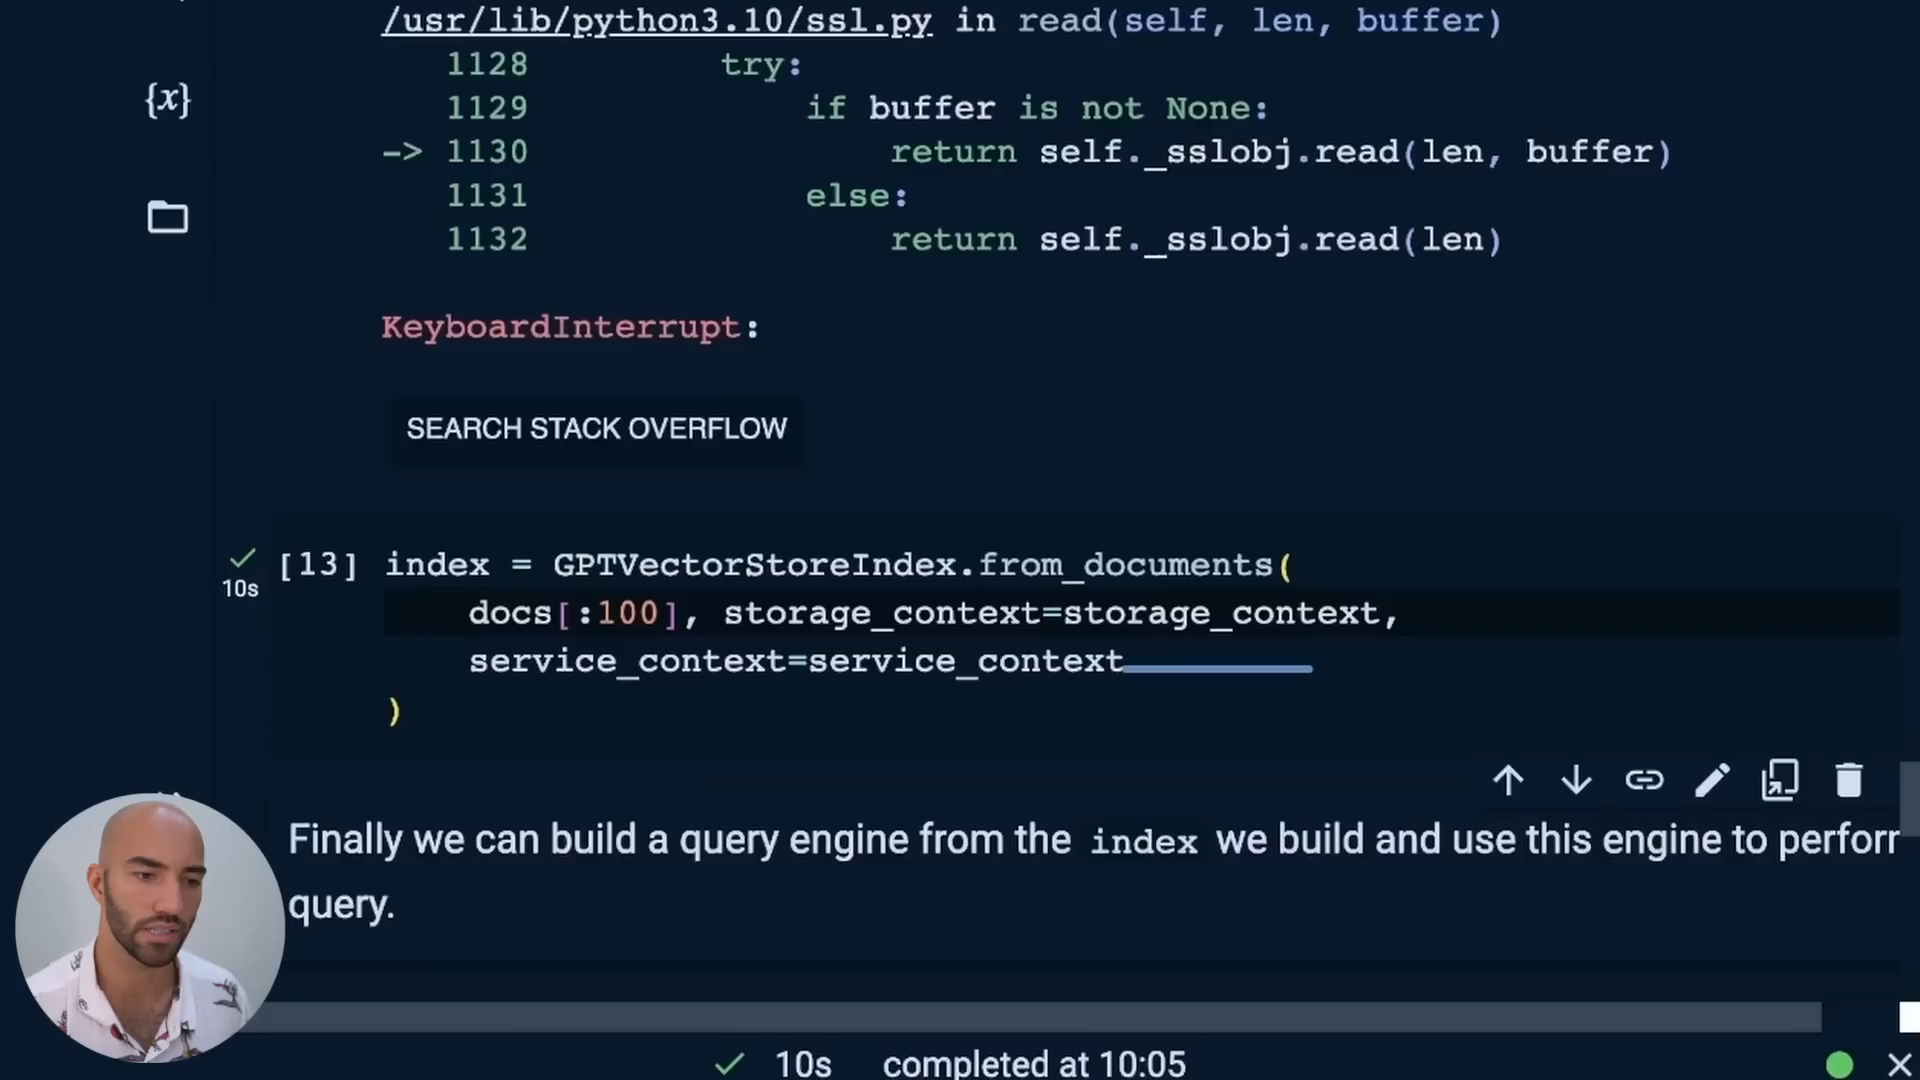 /usr/lib/python3.10/ssl.py in read(self, len, buffer)
{x}
1128 try:
1129 if buffer is not None:
-> 1130 return self._sslobj.read(len, buffer)
1131 else:
1132 return self._sslobj.read(len)
KeyboardInterrupt:
SEARCH STACK OVERFLOW
[13] index = GPTVectorStoreIndex.from_documents(
10s
docs[:100], storage_context=storage_context,
service_context=service_context
)
Finally we can build a query engine from the index we build and use this engine to perforr
query.
10s completed at 10:05